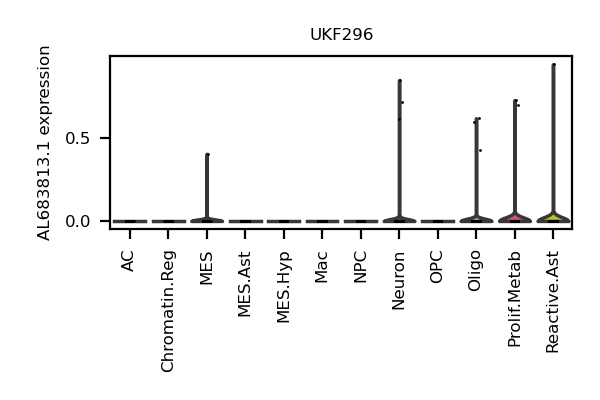 UKF296
AL683813.1 expression
0.5
0.0
AC
Chromatin.Reg
MES
MES.Ast
MES.Hyp
Mac
NPC
Neuron
OPC
Oligo
Prolif.Metab
Reactive.Ast